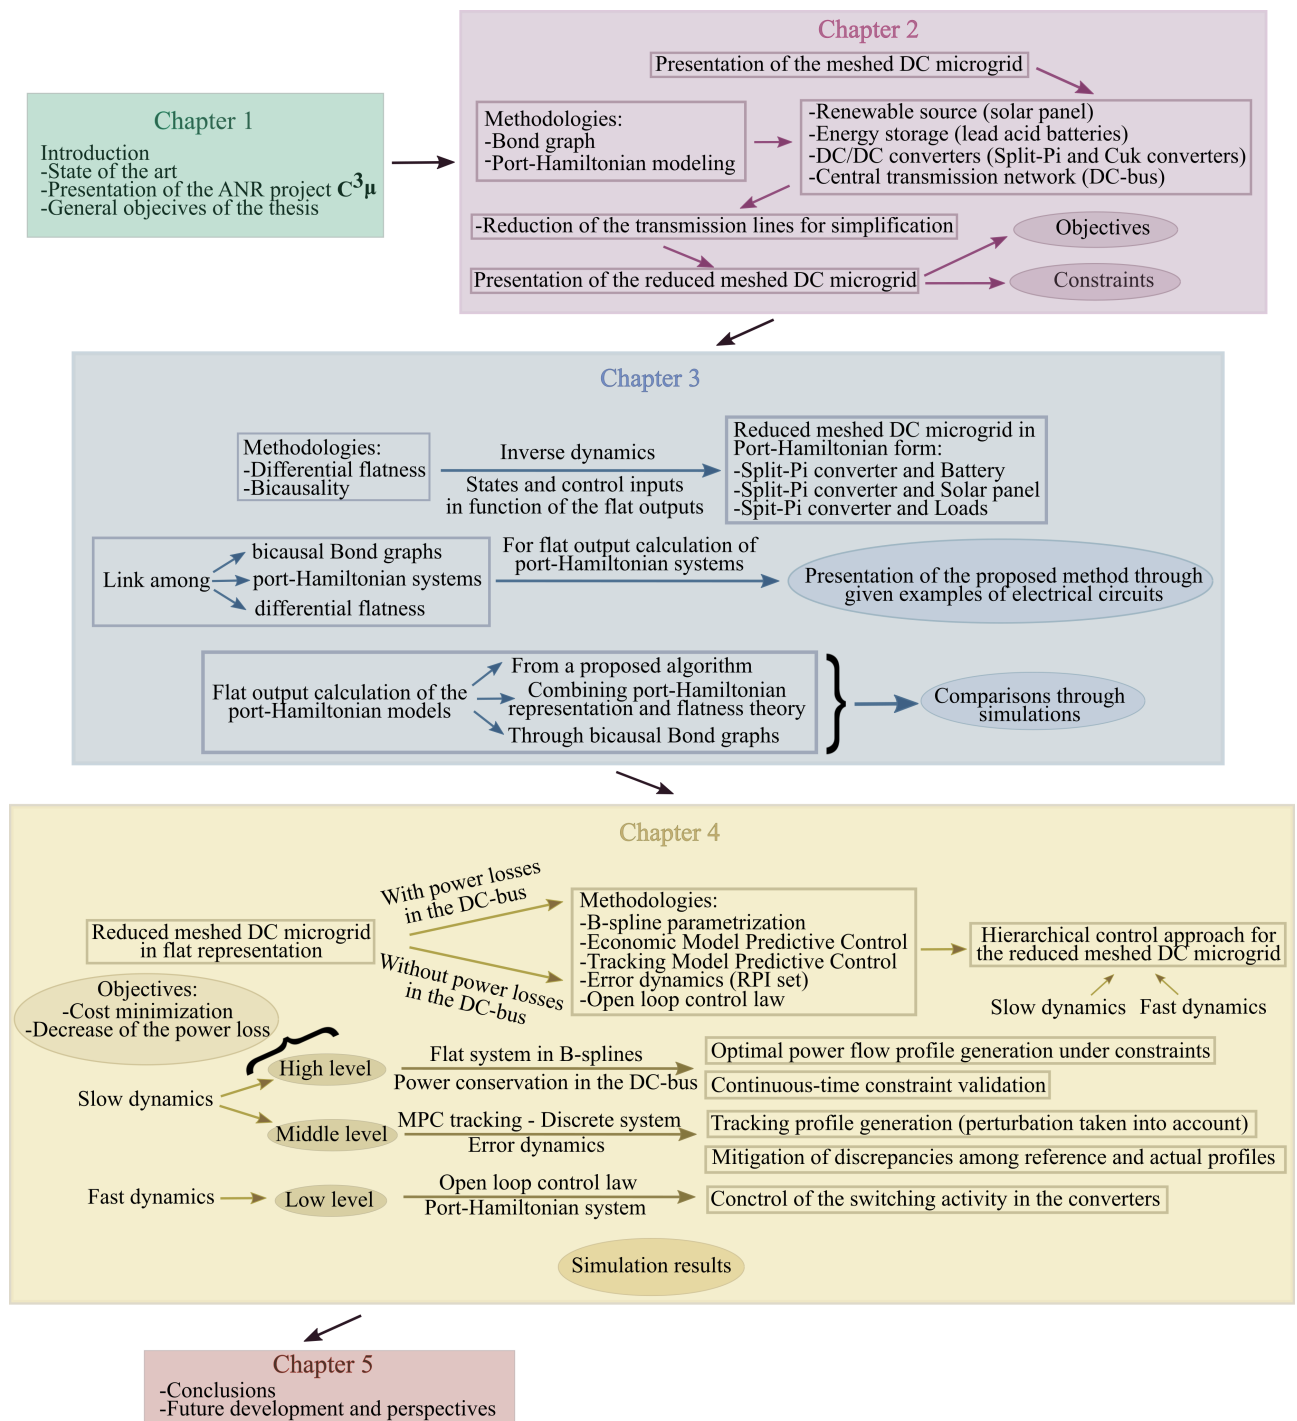 Chapter 1
Introduction
-State of the art
-Presentation of the ANR project C³μ
-General objecives of the thesis
Chapter 2
Presentation of the meshed DC microgrid
Methodologies:
-Bond graph
-Port-Hamiltonian modeling
-Renewable source (solar panel)
-Energy storage (lead acid batteries)
-DC/DC converters (Split-Pi and Cuk converters)
-Central transmission network (DC-bus)
-Reduction of the transmission lines for simplification
Presentation of the reduced meshed DC microgrid
Objectives
Constraints
Chapter 3
Methodologies:
-Differential flatness
-Bicausality
Inverse dynamics
States and control inputs
in function of the flat outputs
Reduced meshed DC microgrid in
Port-Hamiltonian form:
-Split-Pi converter and Battery
-Split-Pi converter and Solar panel
-Spit-Pi converter and Loads
Link among
bicausal Bond graphs
port-Hamiltonian systems
differential flatness
For flat output calculation of
port-Hamiltonian systems
Presentation of the proposed method through
given examples of electrical circuits
Flat output calculation of the
port-Hamiltonian models
From a proposed algorithm
Combining port-Hamiltonian
representation and flatness theory
Through bicausal Bond graphs
Comparisons through
simulations
Chapter 4
Reduced meshed DC microgrid
in flat representation
With power losses
in the DC-bus
Without power losses
in the DC-bus
Methodologies:
-B-spline parametrization
-Economic Model Predictive Control
-Tracking Model Predictive Control
-Error dynamics (RPI set)
-Open loop control law
Hierarchical control approach for
the reduced meshed DC microgrid
Slow dynamics
Fast dynamics
Objectives:
-Cost minimization
-Decrease of the power loss
Slow dynamics
High level
Flat system in B-splines
Power conservation in the DC-bus
Optimal power flow profile generation under constraints
Continuous-time constraint validation
Middle level
MPC tracking - Discrete system
Error dynamics
Tracking profile generation (perturbation taken into account)
Mitigation of discrepancies among reference and actual profiles
Fast dynamics
Low level
Open loop control law
Port-Hamiltonian system
Conctrol of the switching activity in the converters
Simulation results
Chapter 5
-Conclusions
-Future development and perspectives